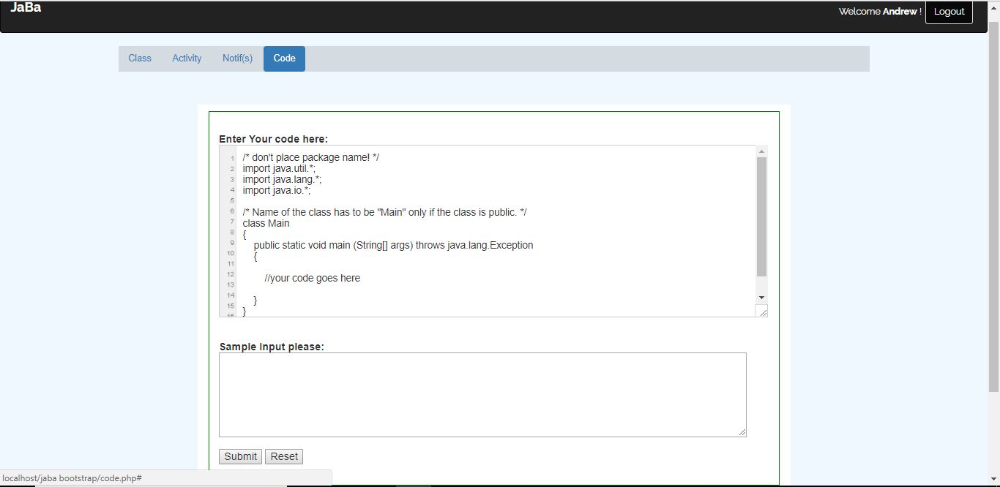 JaBa
Welcome Andrew ! Logout
Class Activity Notif(s) Code
Enter Your code here:
1 /* don't place package name! */
2 import java.util.*;
3 import java.lang.*;
4 import java.io.*;
5
6 /* Name of the class has to be "Main" only if the class is public. */
7 class Main
8 {
9 public static void main (String[] args) throws java.lang.Exception
10 {
11
12 //your code goes here
13
14 }
15 }
16
Sample Input please:
Submit Reset
localhost/jaba bootstrap/code.php#